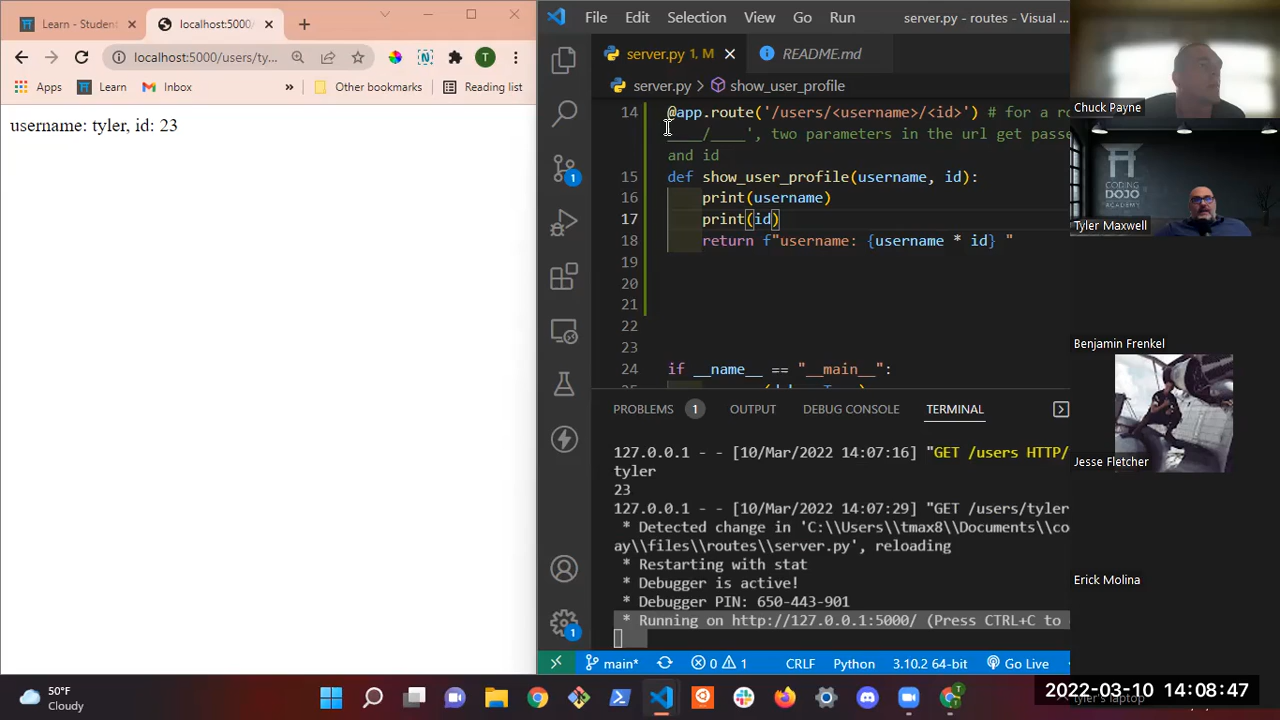 Learn - Student
localhost:5000/
localhost:5000/users/ty...
T
Apps
Learn
Inbox
»
Other bookmarks
Reading list
username: tyler, id: 23
File Edit Selection View Go Run
server.py - routes - Visual
server.py 1, M
README.md
server.py > show_user_profile
14 @app.route('/users/<username>/<id>') # for a ro
____/____', two parameters in the url get passe
and id
15 def show_user_profile(username, id):
16 print(username)
17 print(id)
18 return f"username: {username * id} "
19
20
21
22
23
24 if __name__ == "__main__":
PROBLEMS 1 OUTPUT DEBUG CONSOLE TERMINAL
127.0.0.1 - - [10/Mar/2022 14:07:16] "GET /users HTTP/
tyler
23
127.0.0.1 - - [10/Mar/2022 14:07:29] "GET /users/tyler
* Detected change in 'C:\\Users\\tmax8\\Documents\\co
ay\\files\\routes\\server.py', reloading
* Restarting with stat
* Debugger is active!
* Debugger PIN: 650-443-901
* Running on http://127.0.0.1:5000/ (Press CTRL+C to
1
1
main* 0 1 CRLF Python 3.10.2 64-bit Go Live
Chuck Payne
CODING
DOJO
ACADEMY
Tyler Maxwell
Benjamin Frenkel
Jesse Fletcher
Erick Molina
tyler's laptop
50°F
Cloudy
T
2022-03-10 14:08:47